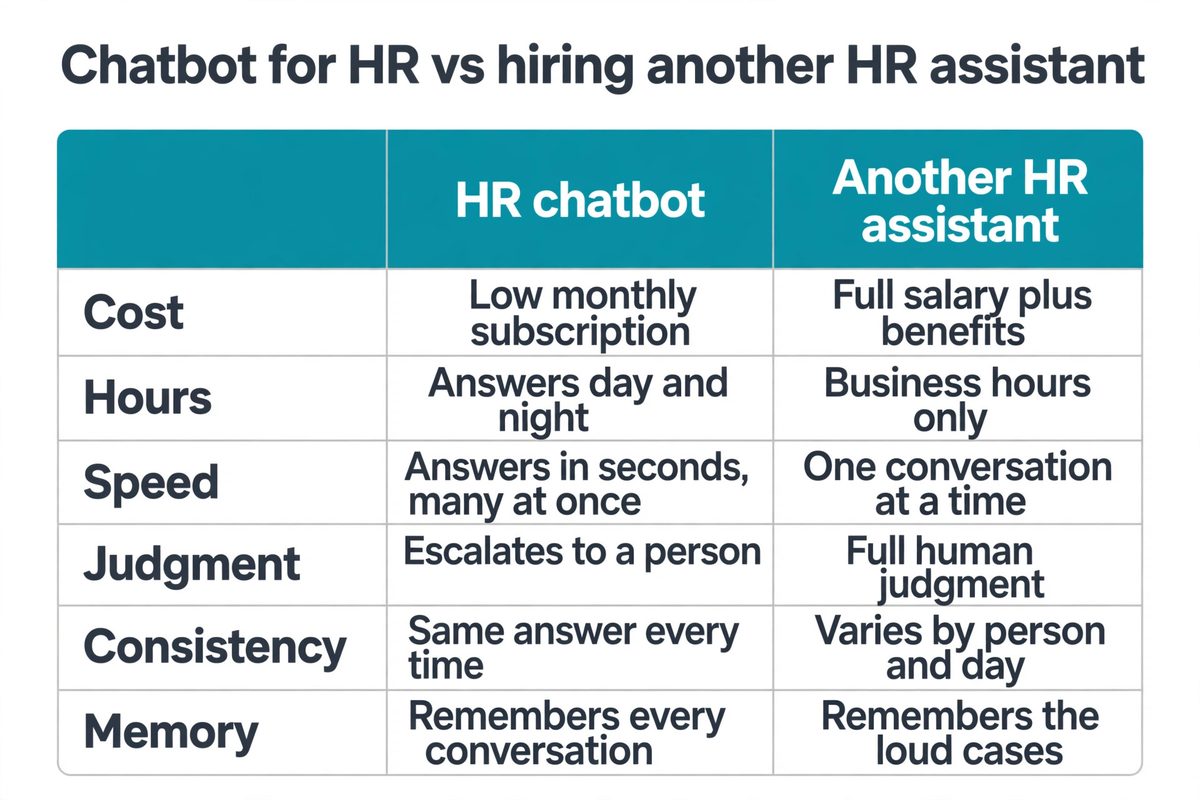 Chatbot for HR vs hiring another HR assistant
HR chatbot
Another HR
assistant
Cost
Low monthly
subscription
Full salary plus
benefits
Hours
Answers day and
night
Business hours
only
Speed
Answers in seconds,
many at once
One conversation
at a time
Judgment
Escalates to a person
Full human
judgment
Consistency
Same answer every
time
Varies by person
and day
Memory
Remembers every
conversation
Remembers the
loud cases